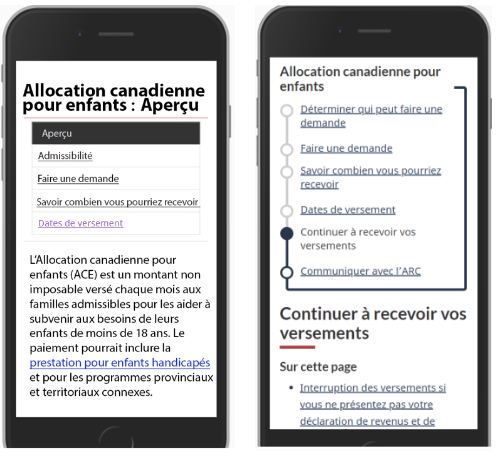 Allocation canadienne
pour enfants : Aperçu
Aperçu
Admissibilité
Faire une demande
Savoir combien vous pourriez recevoir
Dates de versement
L'Allocation canadienne pour
enfants (ACE) est un montant non
imposable versé chaque mois aux
familles admissibles pour les aider à
subvenir aux besoins de leurs
enfants de moins de 18 ans. Le
paiement pourrait inclure la
prestation pour enfants handicapés
et pour les programmes provinciaux
et territoriaux connexes.
Allocation canadienne pour
enfants
Déterminer qui peut faire une
demande
Faire une demande
Savoir combien vous pourriez
recevoir
Dates de versement
Continuer à recevoir vos
versements
Communiquer avec l'ARC
Continuer à recevoir vos
versements
Sur cette page
• Interruption des versements si
vous ne présentez pas votre
déclaration de revenus et de